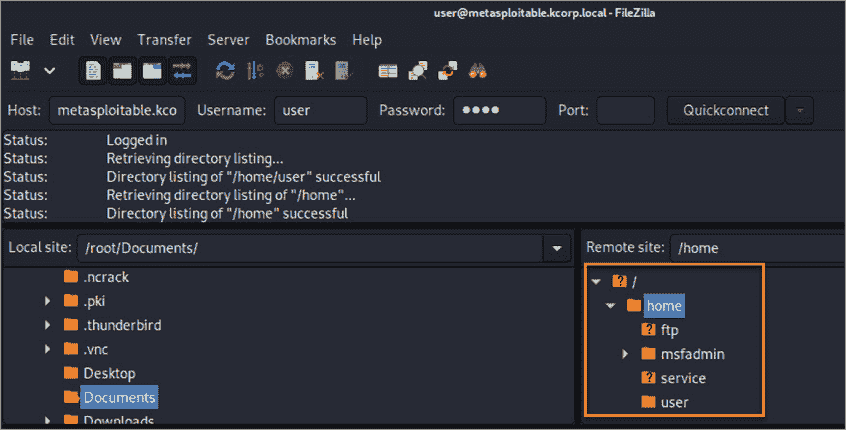 user@metasploitable.kcorp.local - FileZilla
File Edit View Transfer Server Bookmarks Help
Host: metasploitable.kco Username: user Password: ●●●● Port: Quickconnect
Status: Logged in
Status: Retrieving directory listing...
Status: Directory listing of "/home/user" successful
Status: Retrieving directory listing of "/home"...
Status: Directory listing of "/home" successful
Local site: /root/Documents/
.ncrack
.pki
.thunderbird
.vnc
Desktop
Documents
Downloads
Remote site: /home
/
home
ftp
msfadmin
service
user